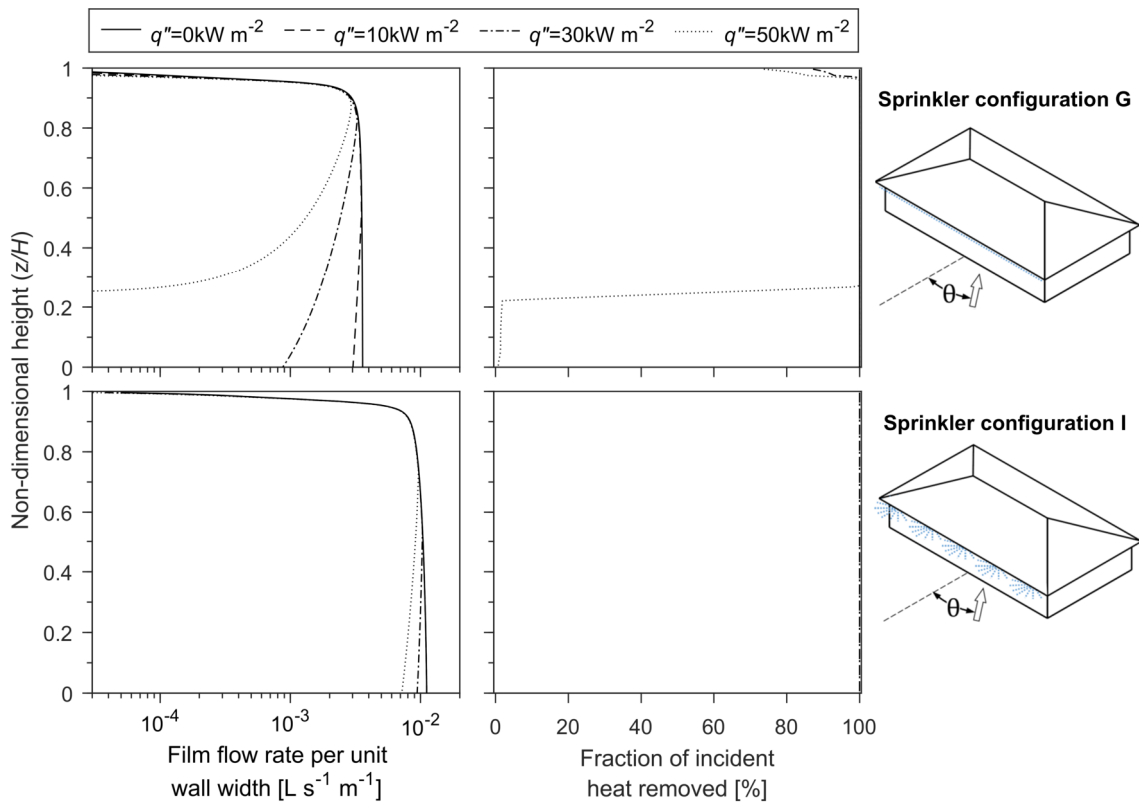 q″=0kW m⁻² q″=10kW m⁻² q″=30kW m⁻² q″=50kW m⁻²
Non-dimensional height (z/H)
1
0.8
0.6
0.4
0.2
0
Sprinkler configuration G
θ
1
0.8
0.6
0.4
0.2
0
Sprinkler configuration I
θ
10⁻⁴ 10⁻³ 10⁻²
Film flow rate per unit
wall width [L s⁻¹ m⁻¹]
0 20 40 60 80 100
Fraction of incident
heat removed [%]